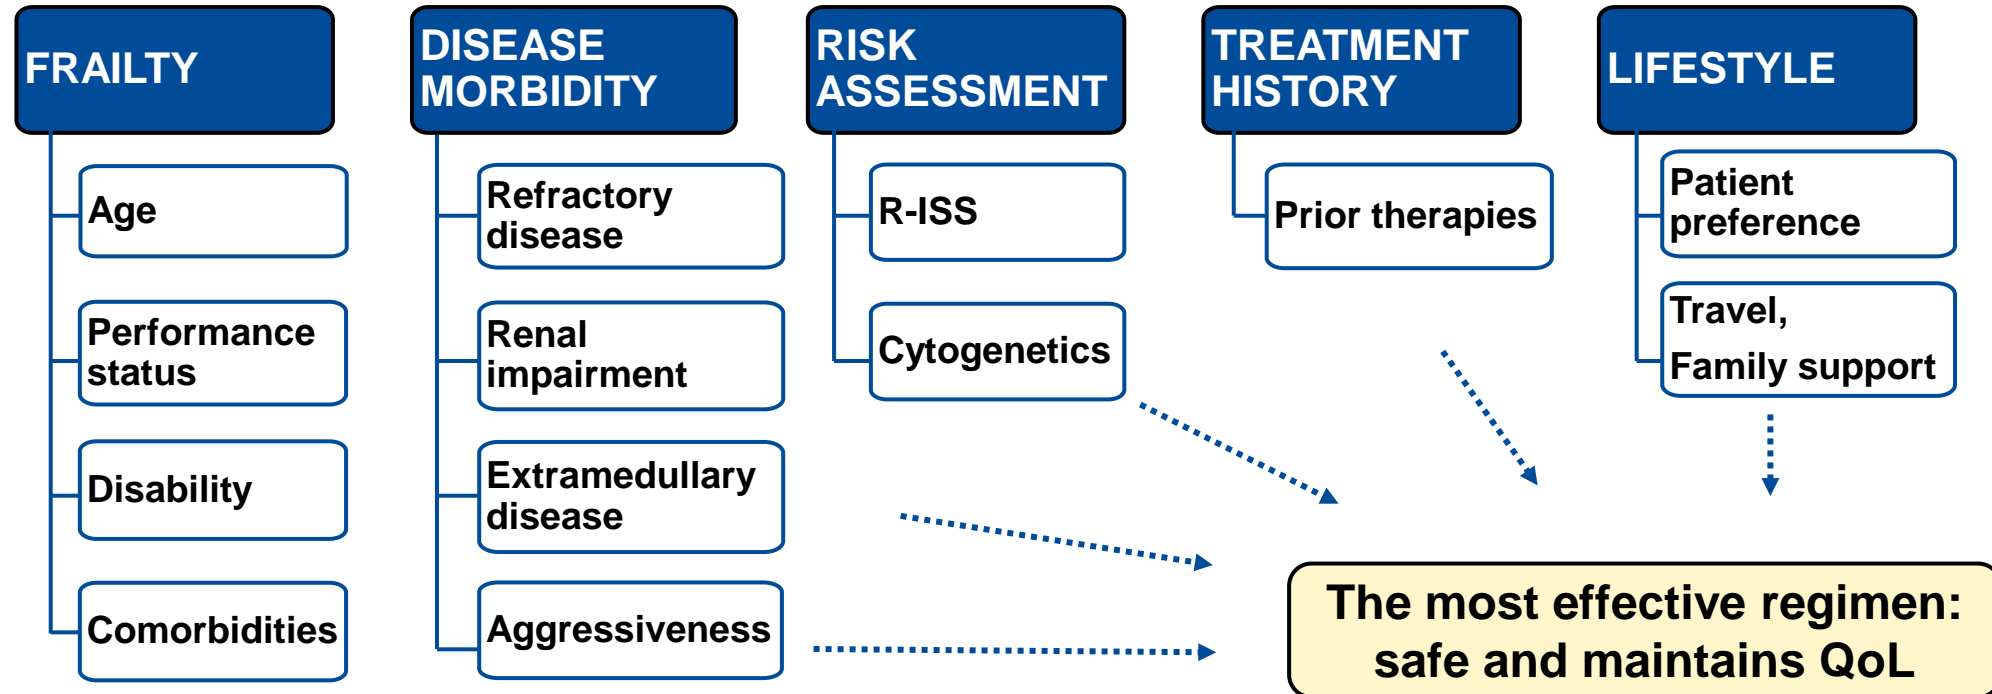 FRAILTY
Age
Performance
status
Disability
Comorbidities
DISEASE
MORBIDITY
Refractory
disease
Renal
impairment
Extramedullary
disease
Aggressiveness
RISK
ASSESSMENT
R-ISS
Cytogenetics
TREATMENT
HISTORY
Prior therapies
LIFESTYLE
Patient
preference
Travel,
Family support
The most effective regimen:
safe and maintains QoL